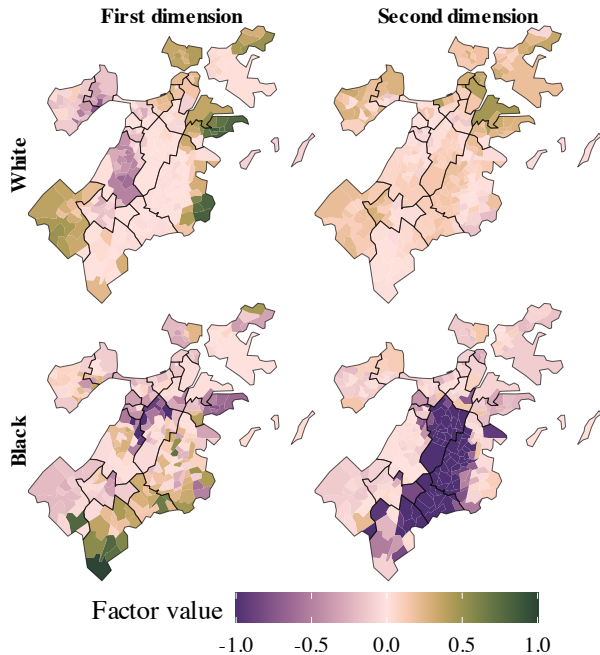 First dimension
Second dimension
White
Black
Factor value
-1.0
-0.5
0.0
0.5
1.0